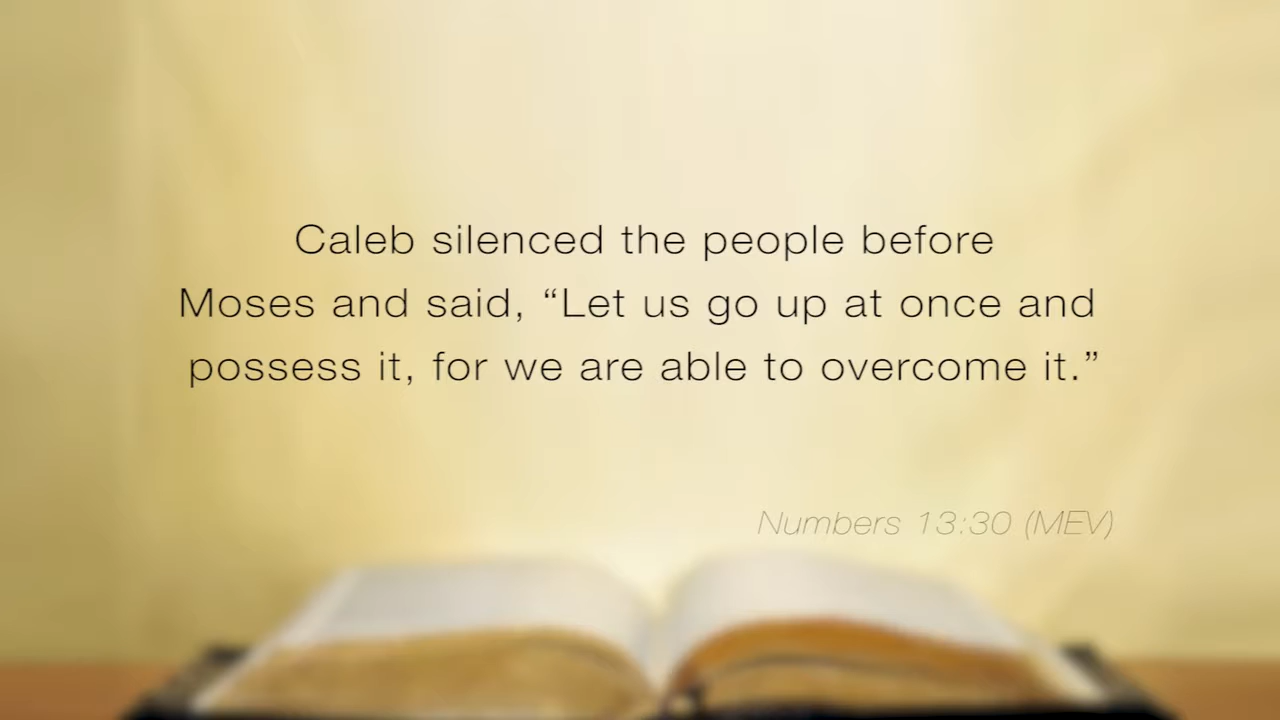 Caleb silenced the people before
Moses and said, “Let us go up at once and
possess it, for we are able to overcome it.”
Numbers 13:30 (MEV)